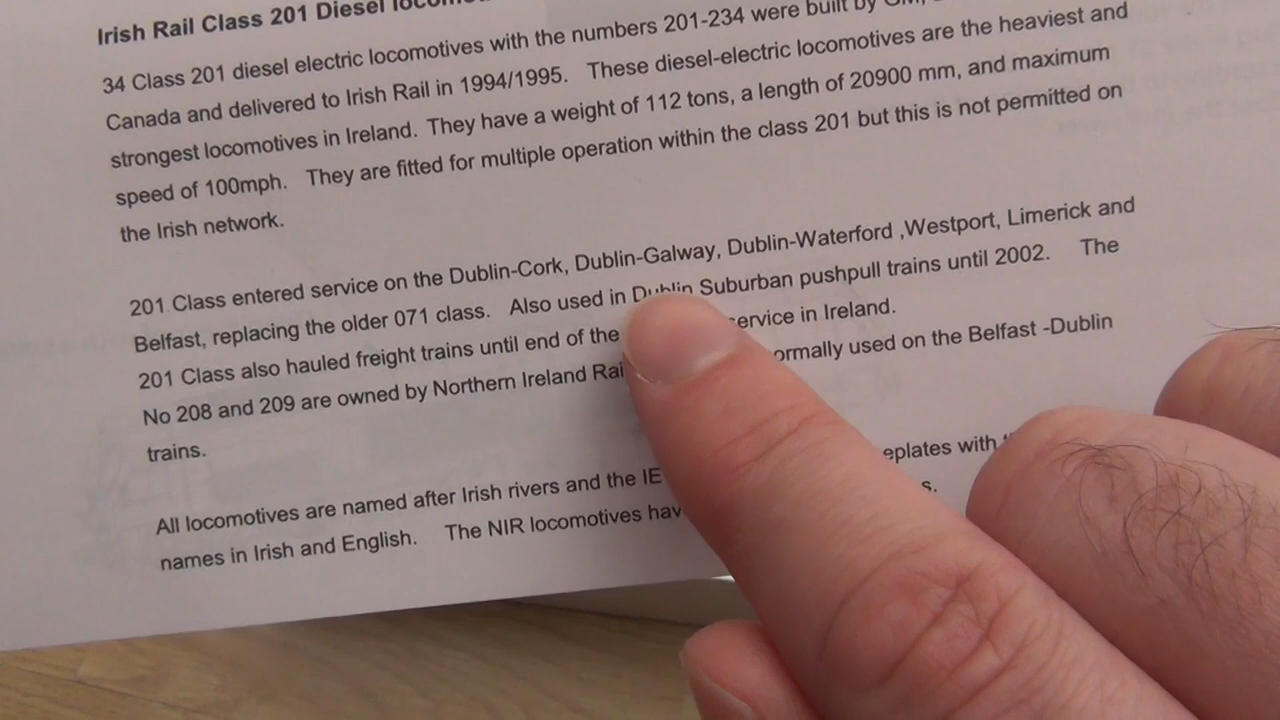 Irish Rail Class 201 Diesel
34 Class 201 diesel electric locomotives with the numbers 201-234 were built by GM,
Canada and delivered to Irish Rail in 1994/1995. These diesel-electric locomotives are the heaviest and
strongest locomotives in Ireland. They have a weight of 112 tons, a length of 20900 mm, and maximum
speed of 100mph. They are fitted for multiple operation within the class 201 but this is not permitted on
the Irish network.
201 Class entered service on the Dublin-Cork, Dublin-Galway, Dublin-Waterford ,Westport, Limerick and
Belfast, replacing the older 071 class. Also used in Dublin Suburban pushpull trains until 2002. The
201 Class also hauled freight trains until end of the service in Ireland.
No 208 and 209 are owned by Northern Ireland used on the Belfast -Dublin
trains.
All locomotives are named after Irish rivers and the IE with
names in Irish and English. The NIR locomotives